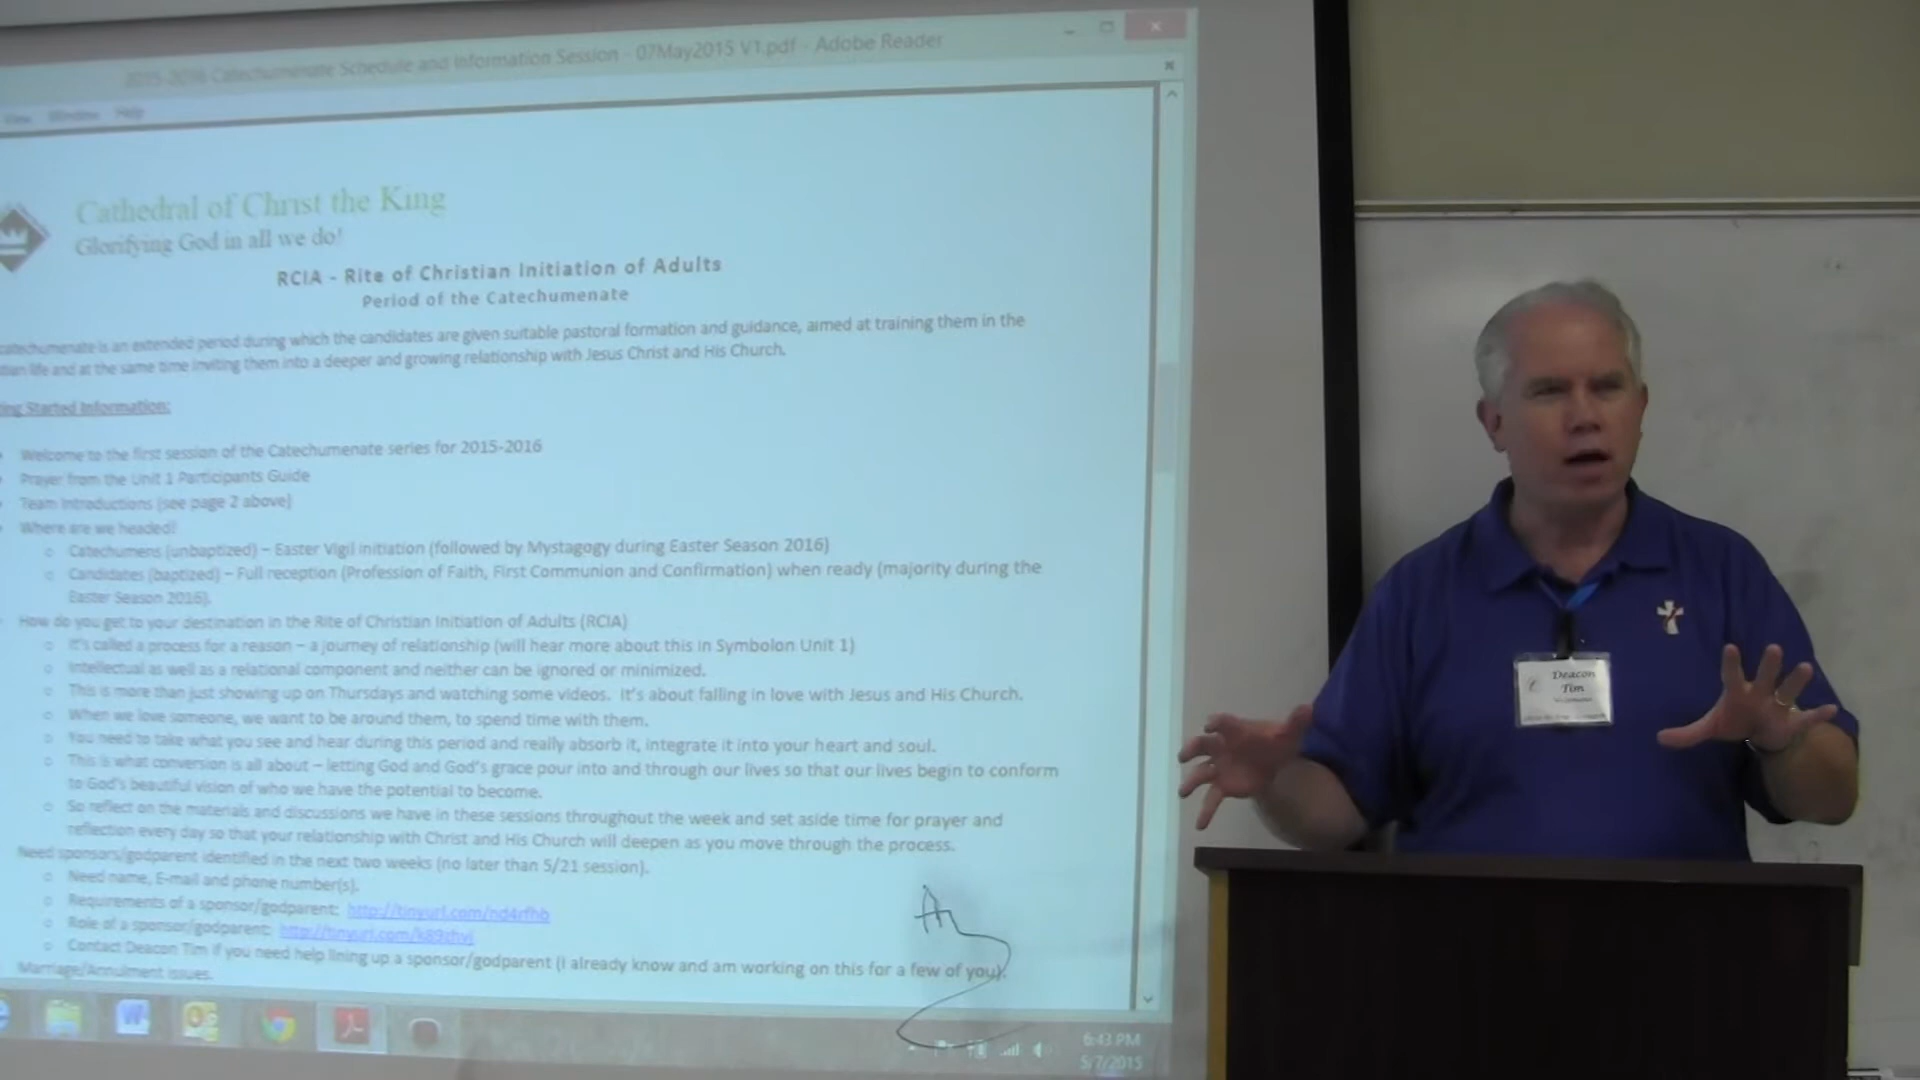 2015-2016 Catechumenate Schedule and Information Session - 07May2015 V1.pdf - Adobe Reader
View Window Help
Cathedral of Christ the King
Glorifying God in all we do!
RCIA - Rite of Christian Initiation of Adults
Period of the Catechumenate
catechumenate is an extended period during which the candidates are given suitable pastoral formation and guidance, aimed at training them in the
tian life and at the same time inviting them into a deeper and growing relationship with Jesus Christ and His Church.
ing Started Information:
Welcome to the first session of the Catechumenate series for 2015-2016
Prayer from the Unit 1 Participants Guide
Team Introductions (see page 2 above)
Where are we headed?
Catechumens (unbaptized) – Easter Vigil initiation (followed by Mystagogy during Easter Season 2016)
Candidates (baptized) – Full reception (Profession of Faith, First Communion and Confirmation) when ready (majority during the
Easter Season 2016).
How do you get to your destination in the Rite of Christian Initiation of Adults (RCIA)
It's called a process for a reason – a journey of relationship (will hear more about this in Symbolon Unit 1)
Intellectual as well as a relational component and neither can be ignored or minimized.
This is more than just showing up on Thursdays and watching some videos. It's about falling in love with Jesus and His Church.
When we love someone, we want to be around them, to spend time with them.
You need to take what you see and hear during this period and really absorb it, integrate it into your heart and soul.
This is what conversion is all about – letting God and God's grace pour into and through our lives so that our lives begin to conform
to God's beautiful vision of who we have the potential to become.
So reflect on the materials and discussions we have in these sessions throughout the week and set aside time for prayer and
reflection every day so that your relationship with Christ and His Church will deepen as you move through the process.
Need sponsors/godparent identified in the next two weeks (no later than 5/21 session).
Need name, E-mail and phone number(s).
Requirements of a sponsor/godparent: http://tinyurl.com/nd4rfhb
Role of a sponsor/godparent: http://tinyurl.com/
Contact Deacon Tim if you need help lining up a sponsor/godparent (I already know and am working on this for a few of you).
Marriage/Annulment issues.
6:43 PM
5/7/2015
Deacon
Tim